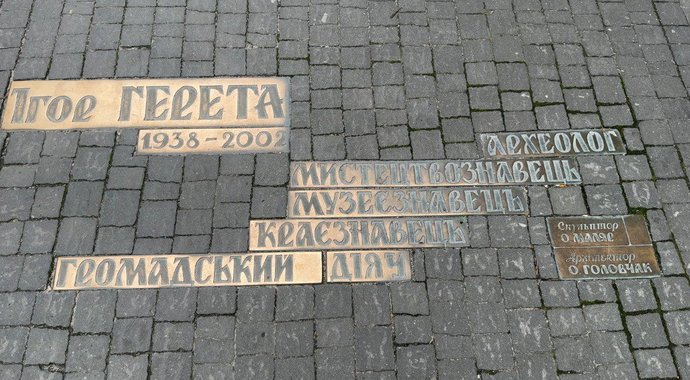 Ігор ГЕРЕТА
1938-2002
АРХЕОЛОГ
МИСТЕЦТВОЗНАВЕЦЬ
МУЗЕЄЗНАВЕЦЬ
КРАЄЗНАВЕЦЬ
ГРОМАДСЬКИЙ ДІЯЧ
Скульптор
О МАЛЯР
Архітектор
О ГОЛОВЧАК